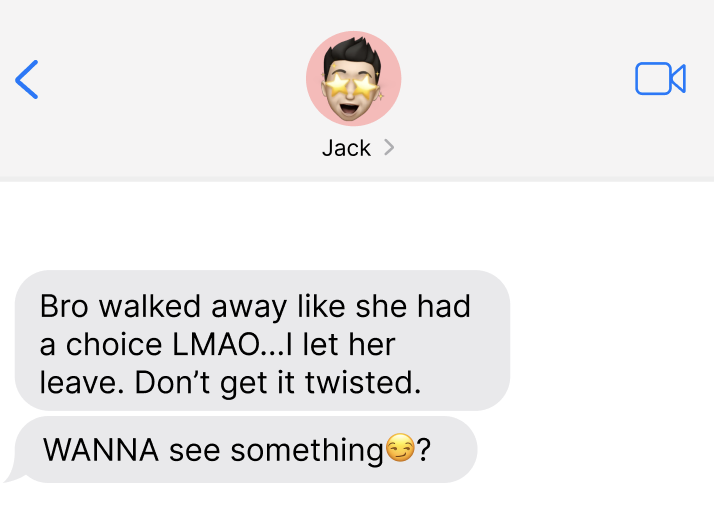 Jack
Bro walked away like she had
a choice LMAO...I let her
leave. Don’t get it twisted.
WANNA see something😏?